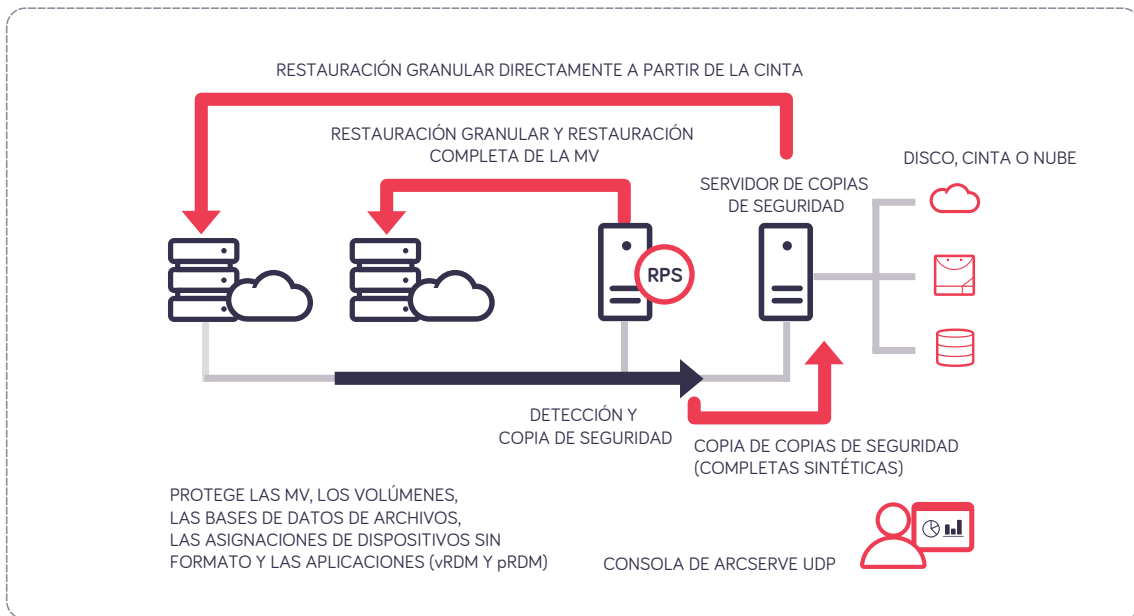 RESTAURACIÓN GRANULAR DIRECTAMENTE A PARTIR DE LA CINTA
RESTAURACIÓN GRANULAR Y RESTAURACIÓN
COMPLETA DE LA MV
DISCO, CINTA O NUBE
SERVIDOR DE COPIAS
DE SEGURIDAD
RPS
DETECCIÓN Y
COPIA DE SEGURIDAD
COPIA DE COPIAS DE SEGURIDAD
(COMPLETAS SINTÉTICAS)
PROTEGE LAS MV, LOS VOLÚMENES,
LAS BASES DE DATOS DE ARCHIVOS,
LAS ASIGNACIONES DE DISPOSITIVOS SIN
FORMATO Y LAS APLICACIONES (vRDM Y pRDM)
CONSOLA DE ARCSERVE UDP